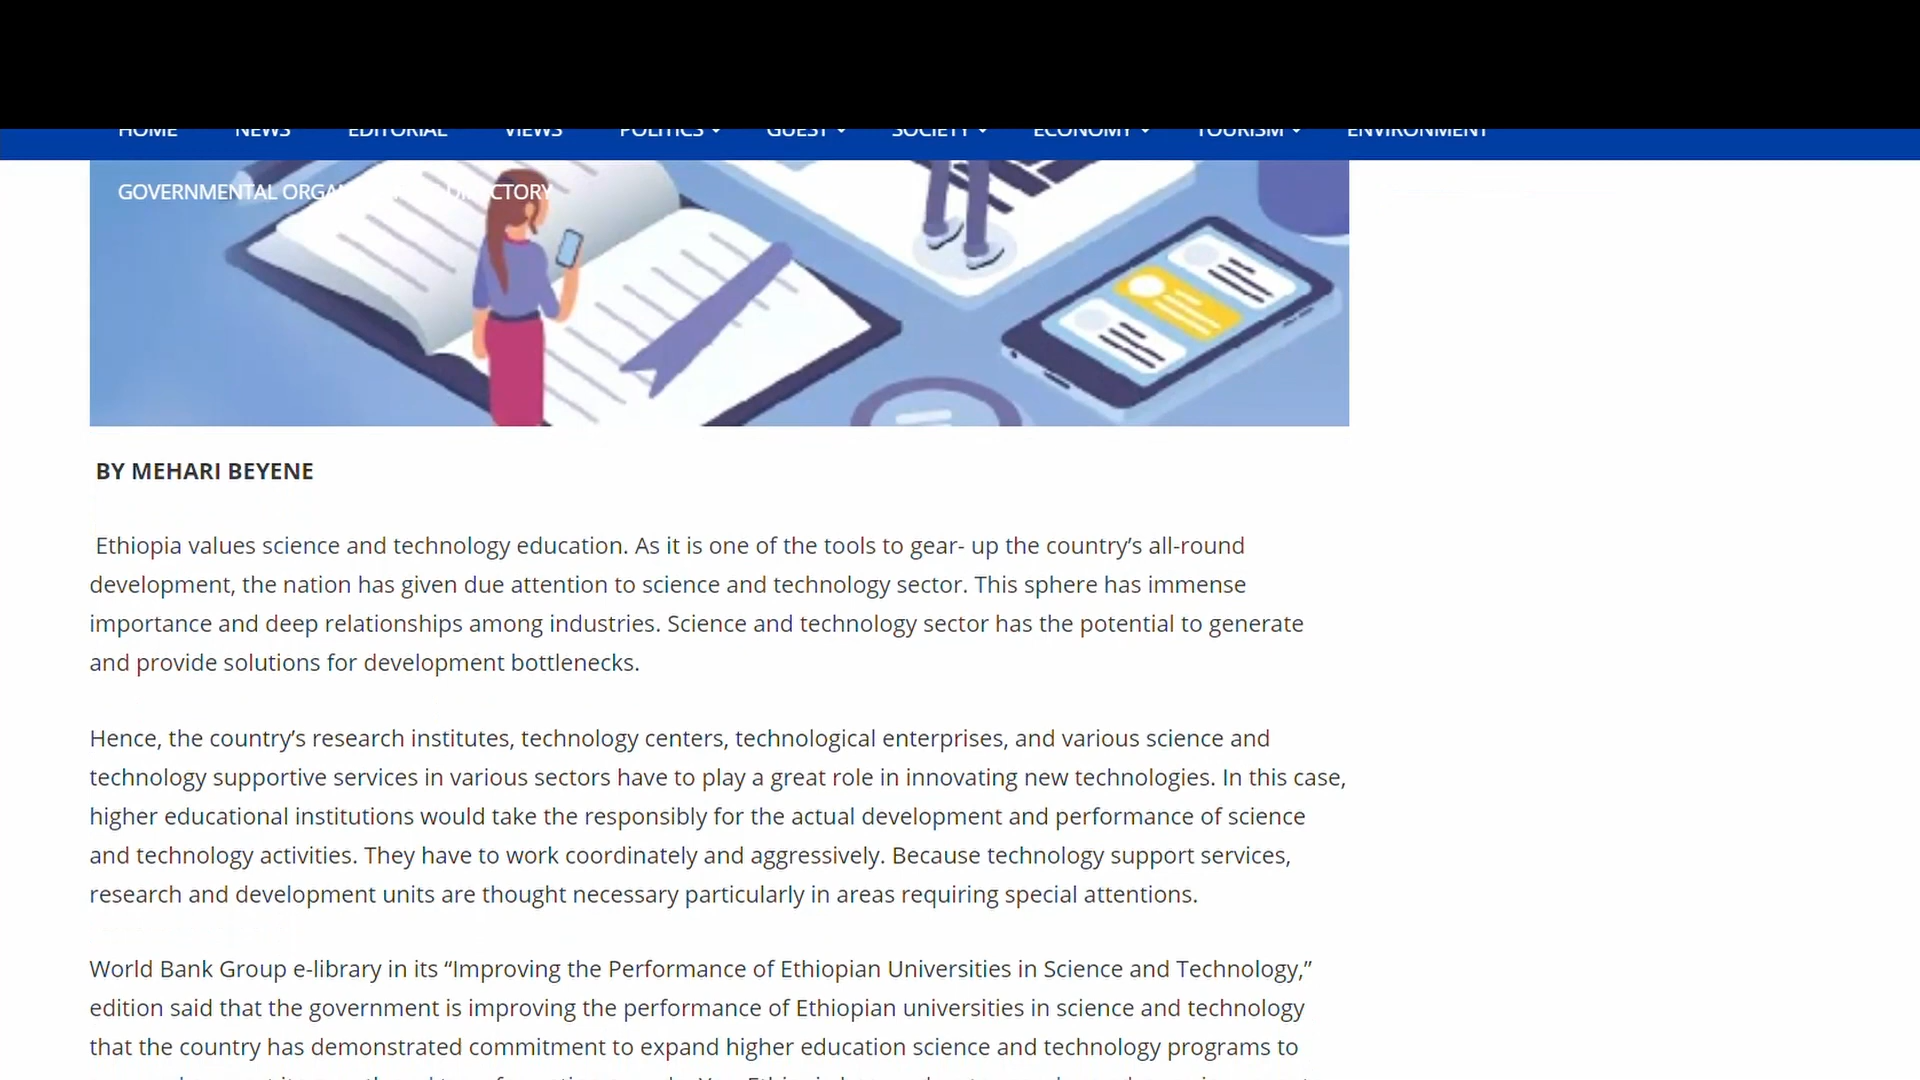 HOME NEWS EDITORIAL VIEWS POLITICS GUEST SOCIETY ECONOMY TOURISM ENVIRONMENT
GOVERNMENTAL
BY MEHARI BEYENE
Ethiopia values science and technology education. As it is one of the tools to gear- up the country’s all-round
development, the nation has given due attention to science and technology sector. This sphere has immense
importance and deep relationships among industries. Science and technology sector has the potential to generate
and provide solutions for development bottlenecks.
Hence, the country’s research institutes, technology centers, technological enterprises, and various science and
technology supportive services in various sectors have to play a great role in innovating new technologies. In this case,
higher educational institutions would take the responsibly for the actual development and performance of science
and technology activities. They have to work coordinately and aggressively. Because technology support services,
research and development units are thought necessary particularly in areas requiring special attentions.
World Bank Group e-library in its “Improving the Performance of Ethiopian Universities in Science and Technology,”
edition said that the government is improving the performance of Ethiopian universities in science and technology
that the country has demonstrated commitment to expand higher education science and technology programs to